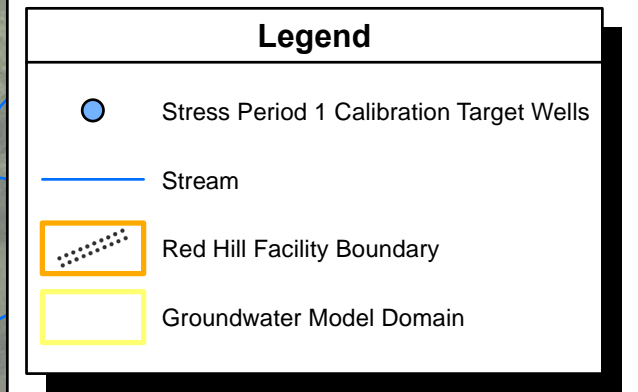 Legend
Stress Period 1 Calibration Target Wells
Stream
Red Hill Facility Boundary
Groundwater Model Domain